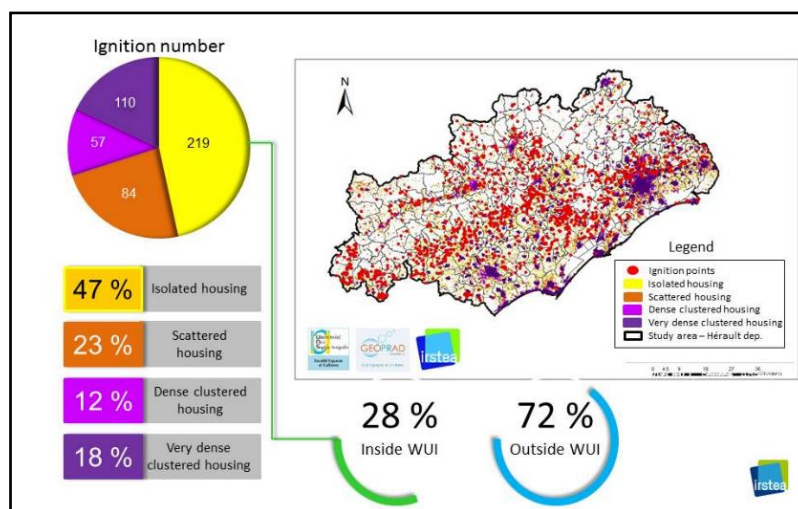 Ignition number
110
219
57
84
47 %
Isolated housing
23 %
Scattered
housing
12 %
Dense clustered
housing
18 %
Very dense
clustered housing
N
Legend
Ignition points
Isolated housing
Scattered housing
Dense clustered housing
Very dense clustered housing
Study area – Hérault dep.
GEOPRAD
irstea
28 %
Inside WUI
72 %
Outside WUI
irstea